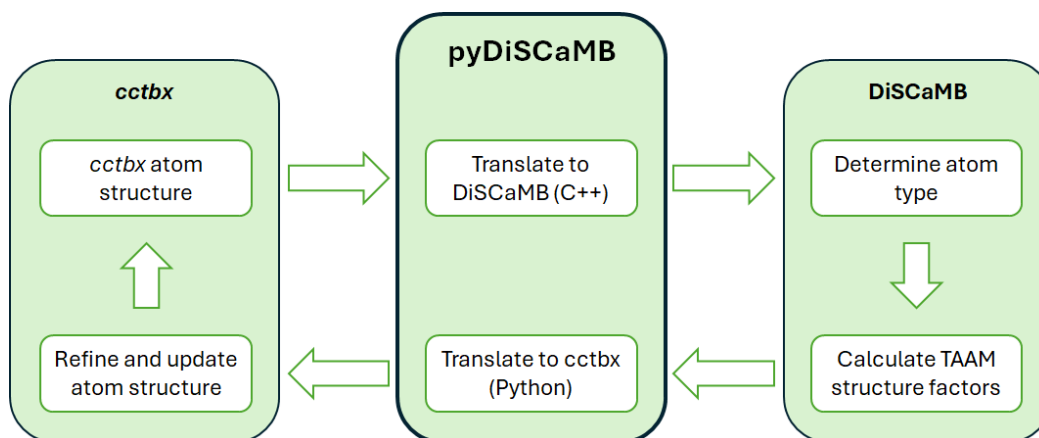 cctbx
cctbx atom
structure
Refine and update
atom structure
pyDiSCaMB
Translate to
DiSCaMB (C++)
Translate to cctbx
(Python)
DiSCaMB
Determine atom
type
Calculate TAAM
structure factors